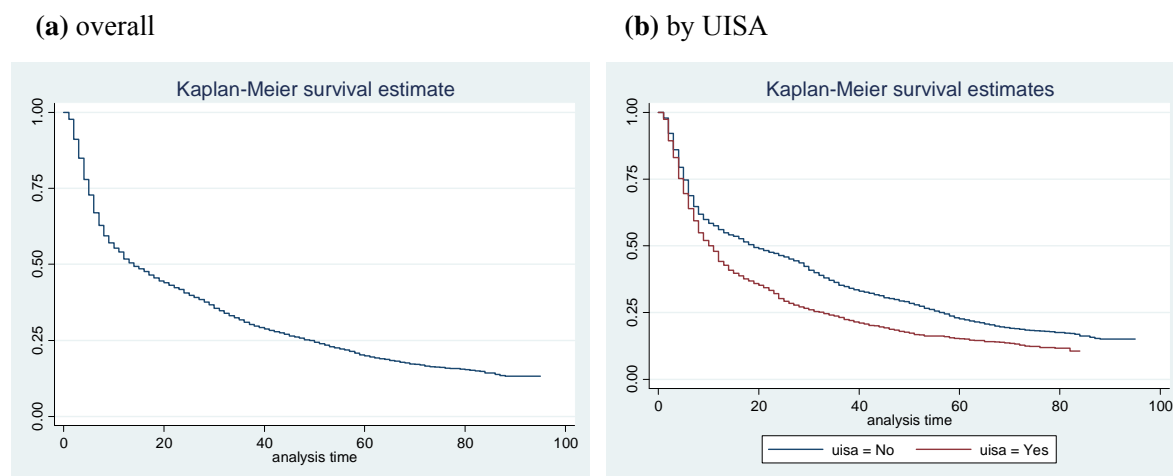 (a) overall
Kaplan-Meier survival estimate
1.00
0.75
0.50
0.25
0.00
0 20 40 60 80 100
analysis time
(b) by UISA
Kaplan-Meier survival estimates
1.00
0.75
0.50
0.25
0.00
0 20 40 60 80 100
analysis time
uisa = No uisa = Yes